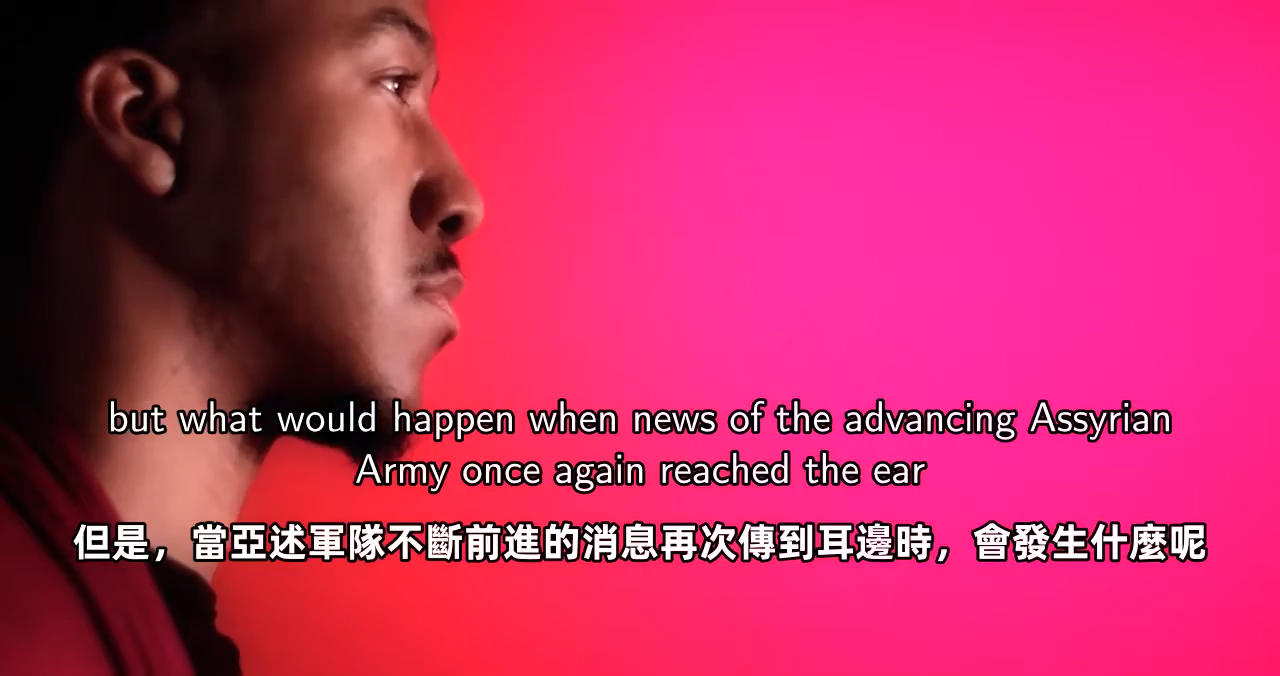 but what would happen when news of the advancing Assyrian
Army once again reached the ear
但是，當亞述軍隊不斷前進的消息再次傳到耳邊時，會發生什麼呢